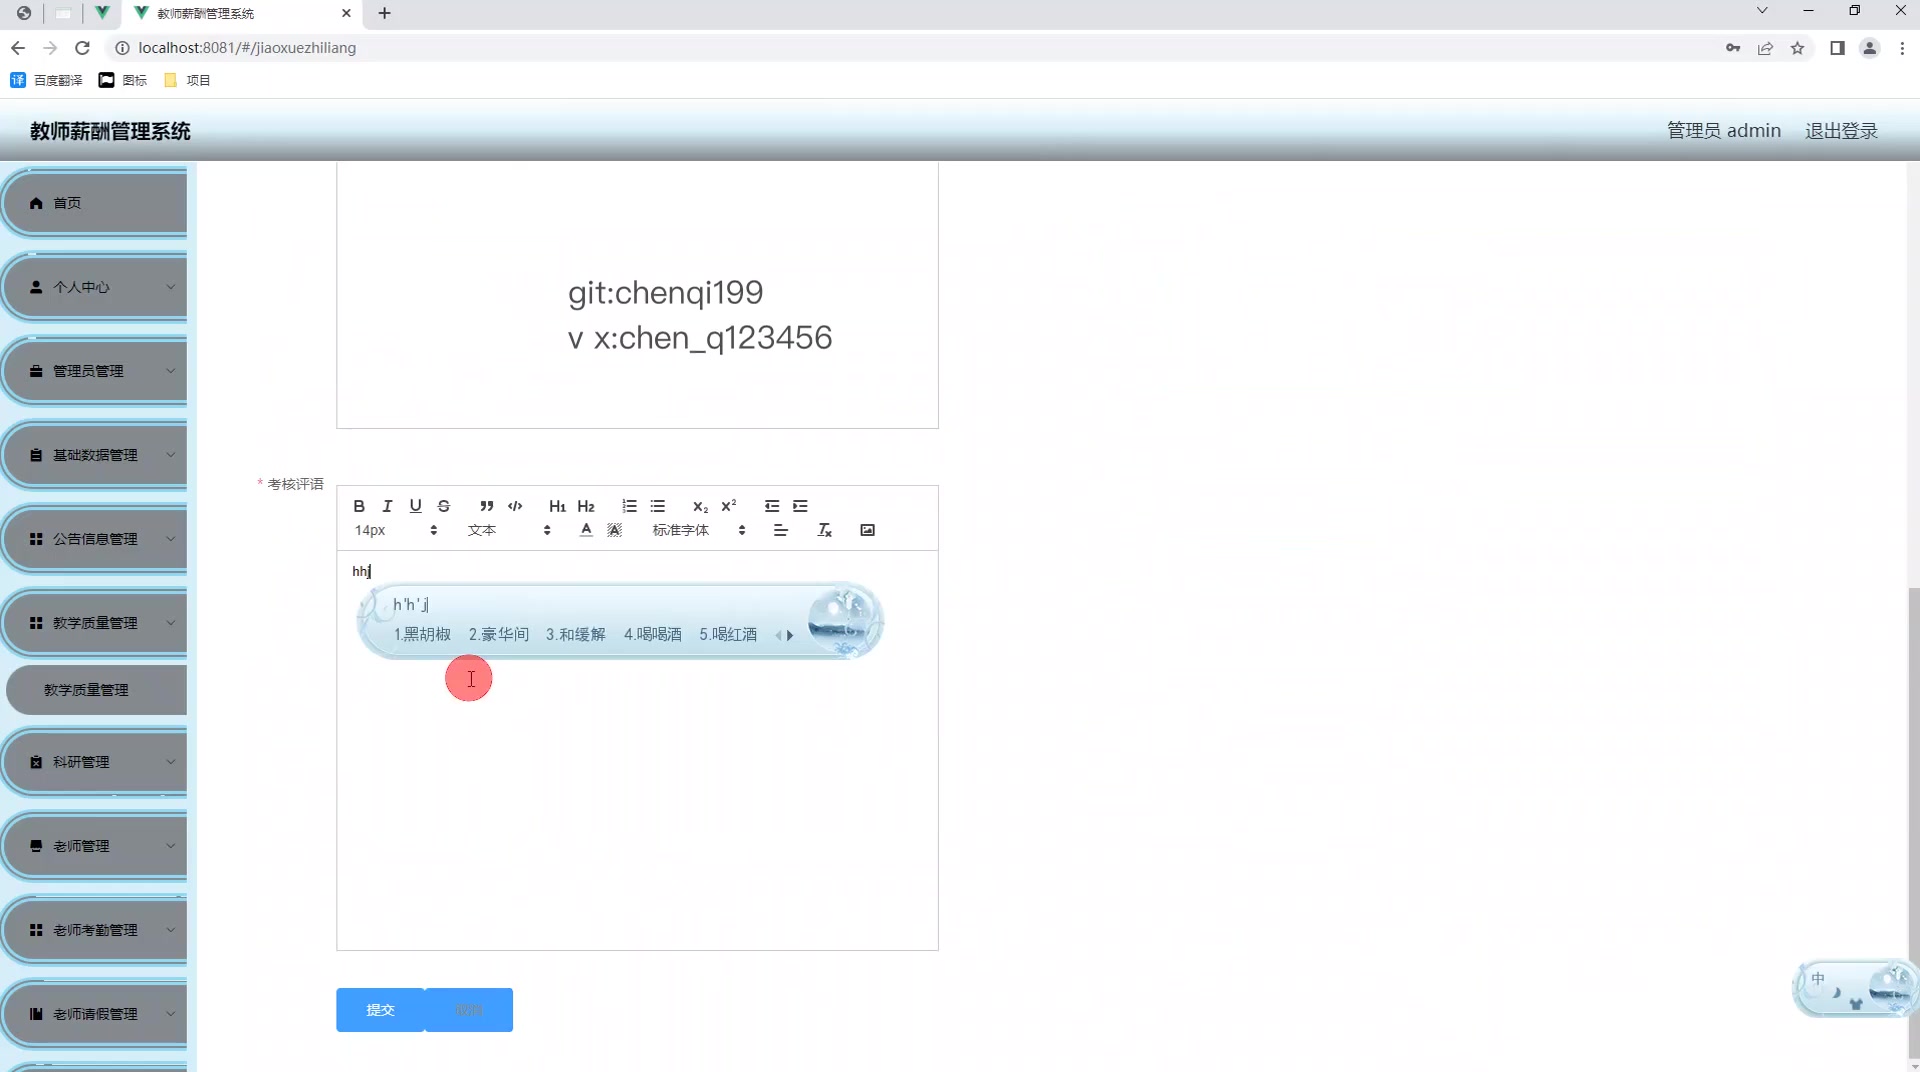 教师薪酬管理系统
localhost:8081/#/jiaoxuezhiliang
百度翻译 图标 项目
教师薪酬管理系统
管理员 admin 退出登录
首页
个人中心
管理员管理
基础数据管理
公告信息管理
教学质量管理
教学质量管理
科研管理
老师管理
老师考勤管理
老师请假管理
git:chenqi199
v x:chen_q123456
* 考核评语
B I U S H1 H2 x₂ x²
14px 文本 A A 标准字体
hhj
h'h'j
1.黑胡椒 2.豪华间 3.和缓解 4.喝喝酒 5.喝红酒
提交
中